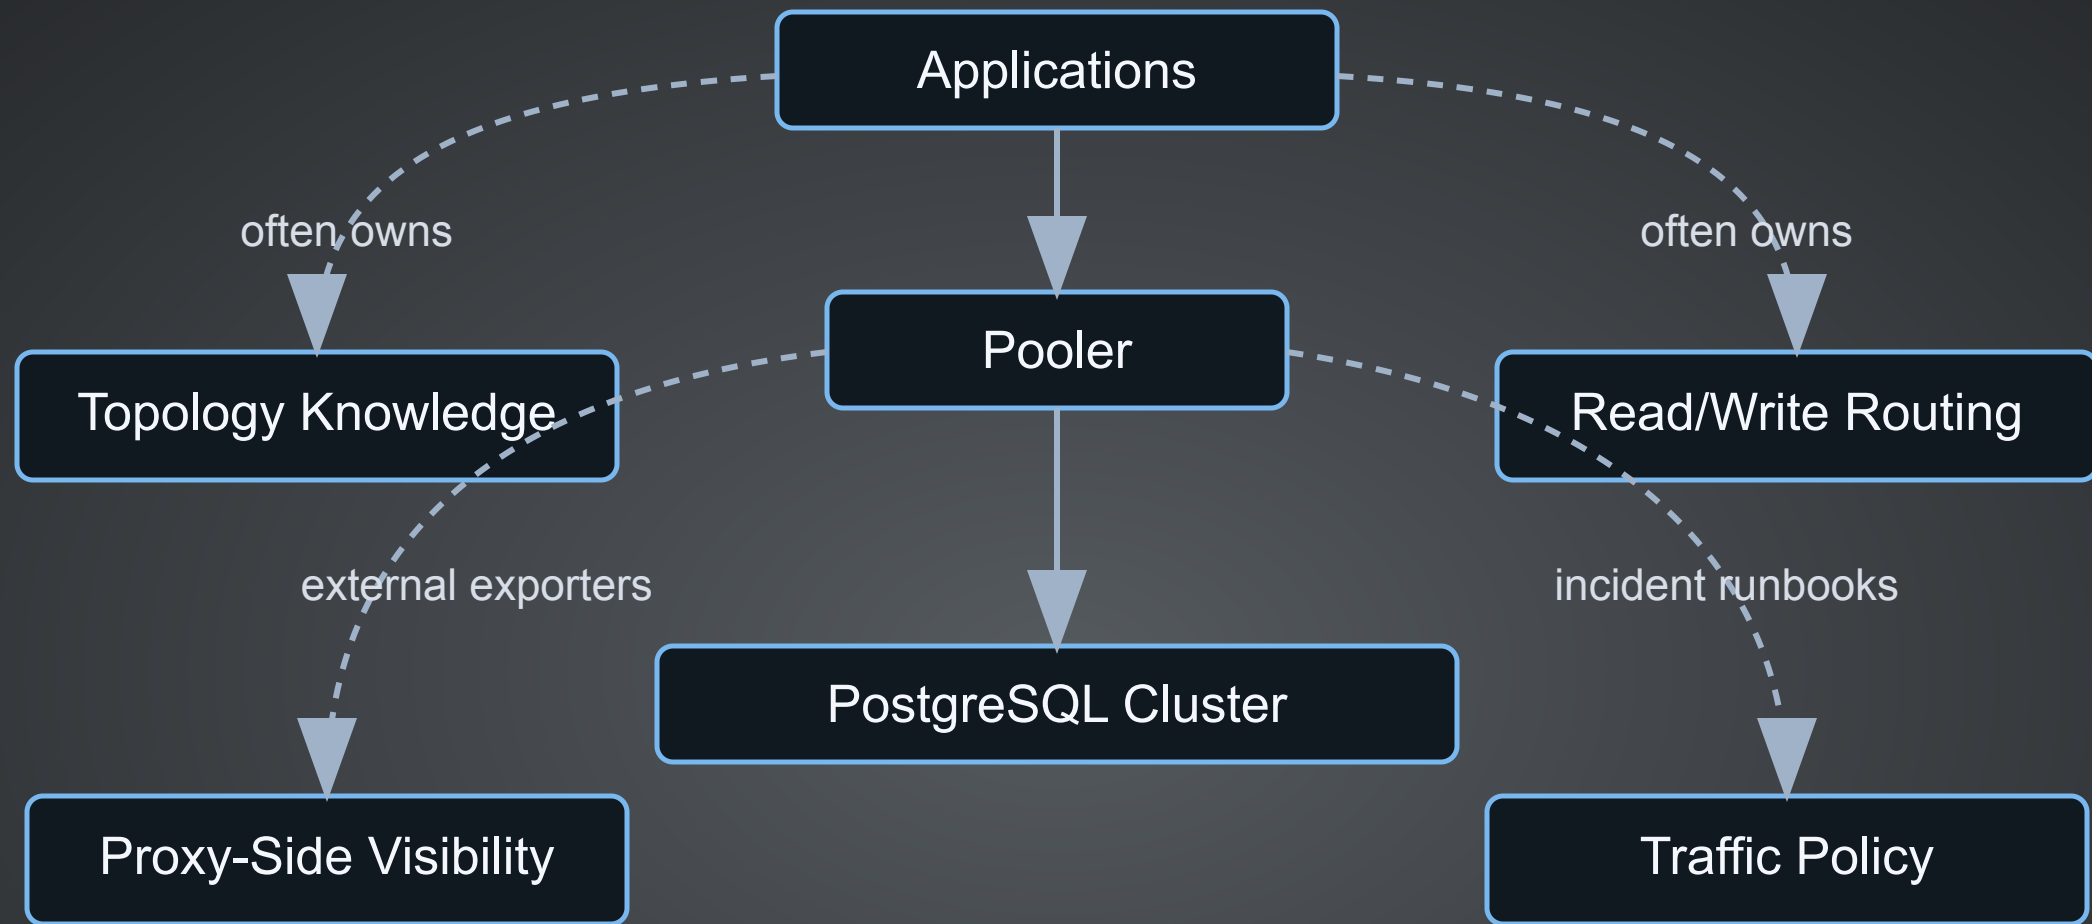 Applications
often owns
often owns
Pooler
Topology Knowledge
Read/Write Routing
external exporters
incident runbooks
PostgreSQL Cluster
Proxy-Side Visibility
Traffic Policy